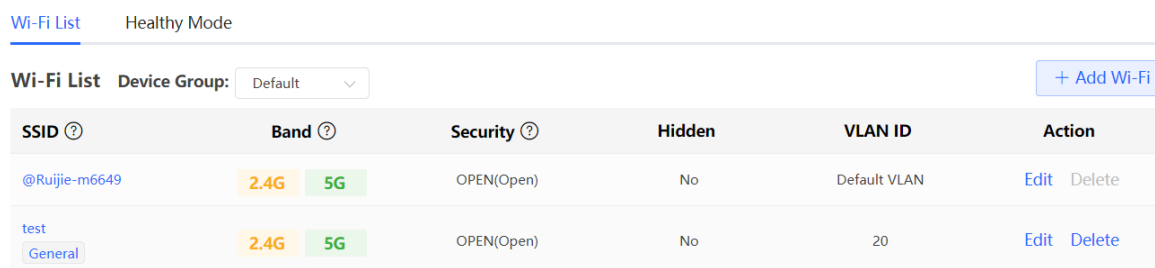 Wi-Fi List Healthy Mode
Wi-Fi List Device Group: Default + Add Wi-Fi
SSID ? Band ? Security ? Hidden VLAN ID Action
@Ruijie-m6649 2.4G 5G OPEN(Open) No Default VLAN Edit Delete
test
General 2.4G 5G OPEN(Open) No 20 Edit Delete